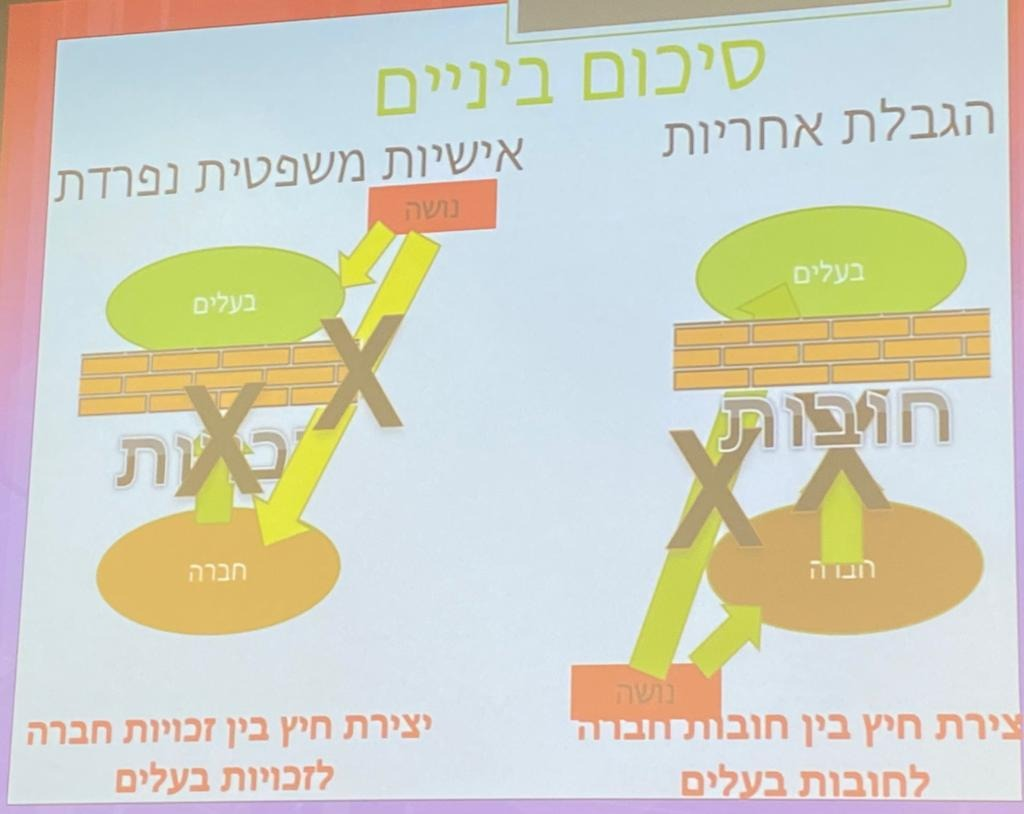 סיכום ביניים
הגבלת אחריות
בעלים
חובות
חברה
נושה
יצירת חיץ בין חובות חברה
לחובות בעלים
אישיות משפטית נפרדת
נושה
בעלים
זכויות
חברה
יצירת חיץ בין זכויות חברה
לזכויות בעלים